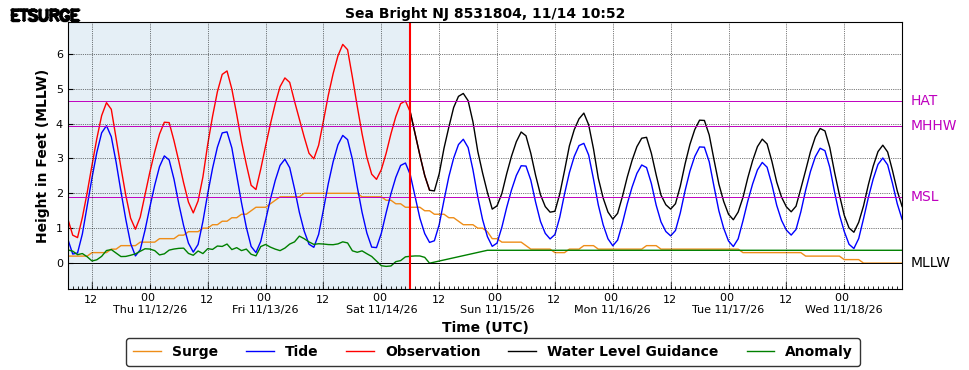 ETSURGE
Sea Bright NJ 8531804, 11/14 10:52
Height in Feet (MLLW)
6
5
4
3
2
1
0
HAT
MHHW
MSL
MLLW
12 00 12 00 12 00 12 00 12 00 12 00 12 00
Thu 11/12/26 Fri 11/13/26 Sat 11/14/26 Sun 11/15/26 Mon 11/16/26 Tue 11/17/26 Wed 11/18/26
Time (UTC)
Surge Tide Observation Water Level Guidance Anomaly